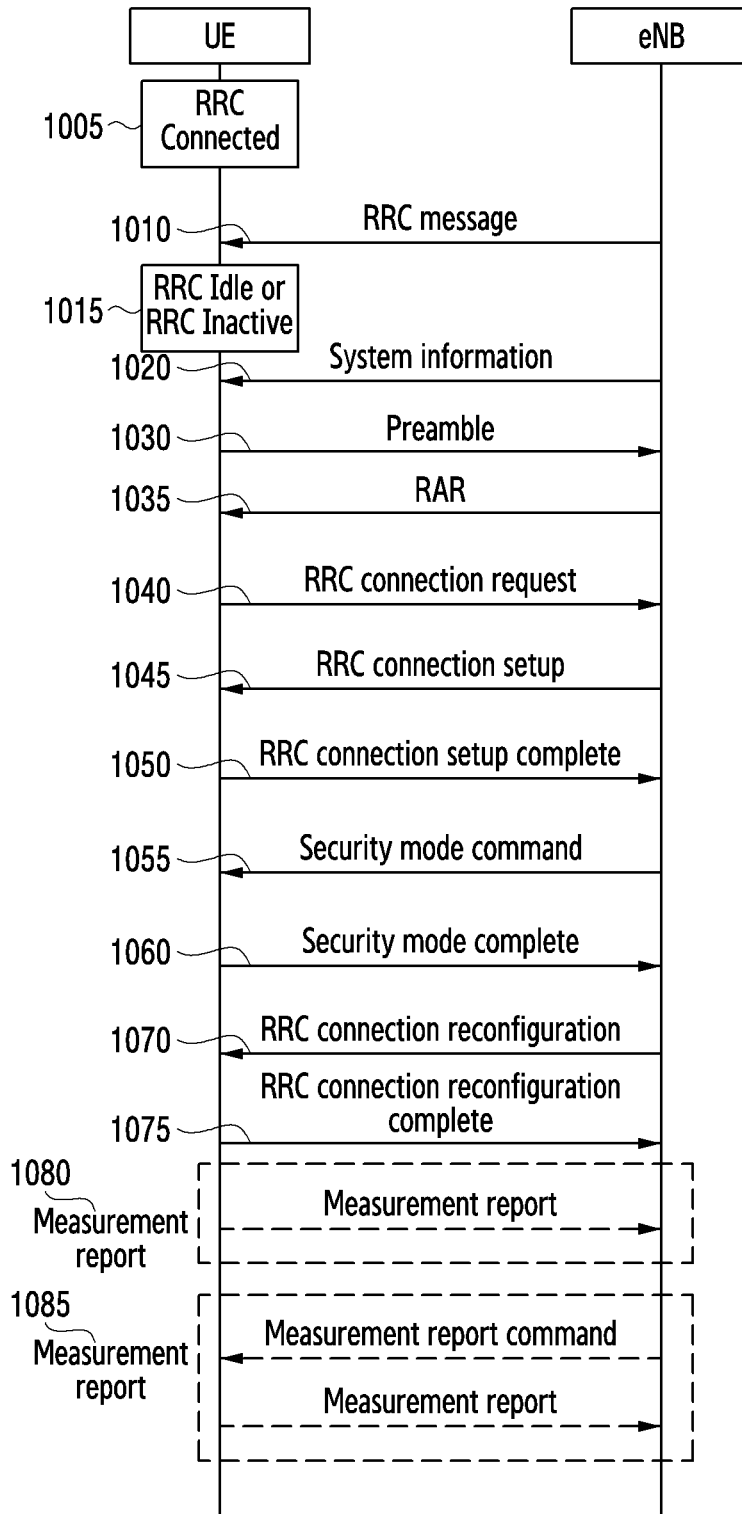 UE
eNB
1005
RRC
Connected
1010
RRC message
1015
RRC Idle or
RRC Inactive
1020
System information
1030
Preamble
1035
RAR
1040
RRC connection request
1045
RRC connection setup
1050
RRC connection setup complete
1055
Security mode command
1060
Security mode complete
1070
RRC connection reconfiguration
1075
RRC connection reconfiguration
complete
1080
Measurement
report
Measurement report
1085
Measurement
report
Measurement report command
Measurement report